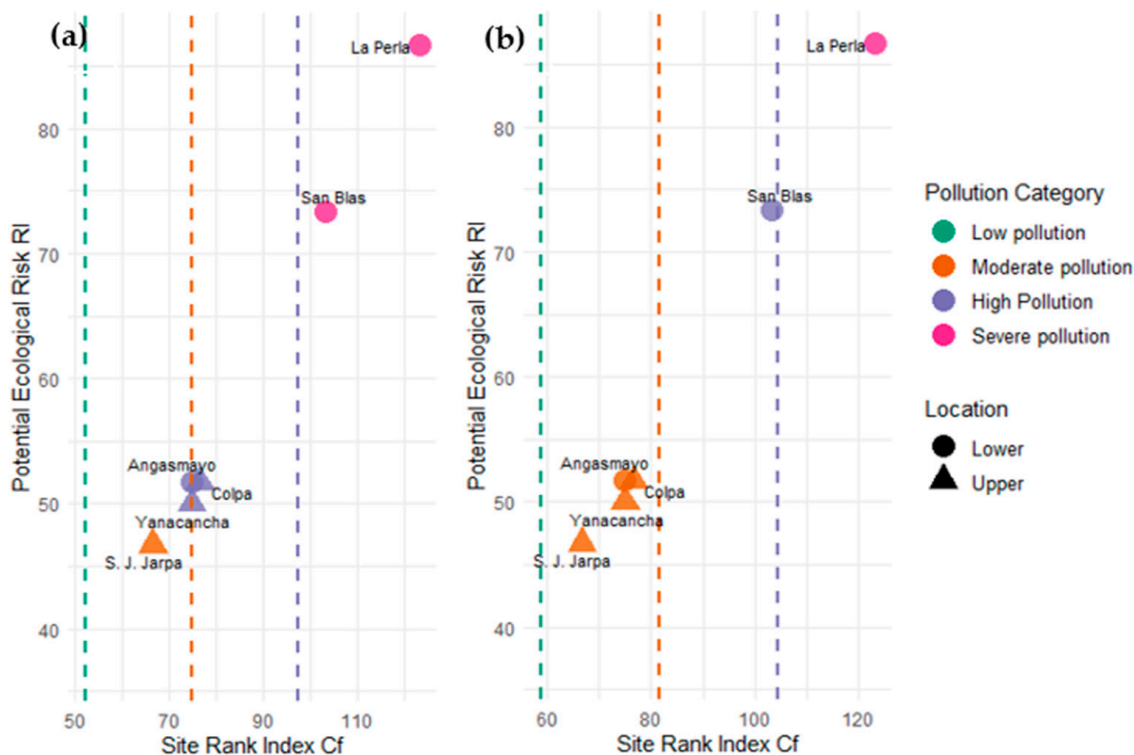 (a)
La Perla
San Blas
Angasmayo
Colpa
Yanacancha
S. J. Jarpa
80
70
60
50
40
Potential Ecological Risk RI
50
70
90
110
Site Rank Index Cf
(b)
La Perla
San Blas
Angasmayo
Colpa
Yanacancha
S. J. Jarpa
80
70
60
50
40
Potential Ecological Risk RI
60
80
100
120
Site Rank Index Cf
Pollution Category
Low pollution
Moderate pollution
High Pollution
Severe pollution
Location
Lower
Upper